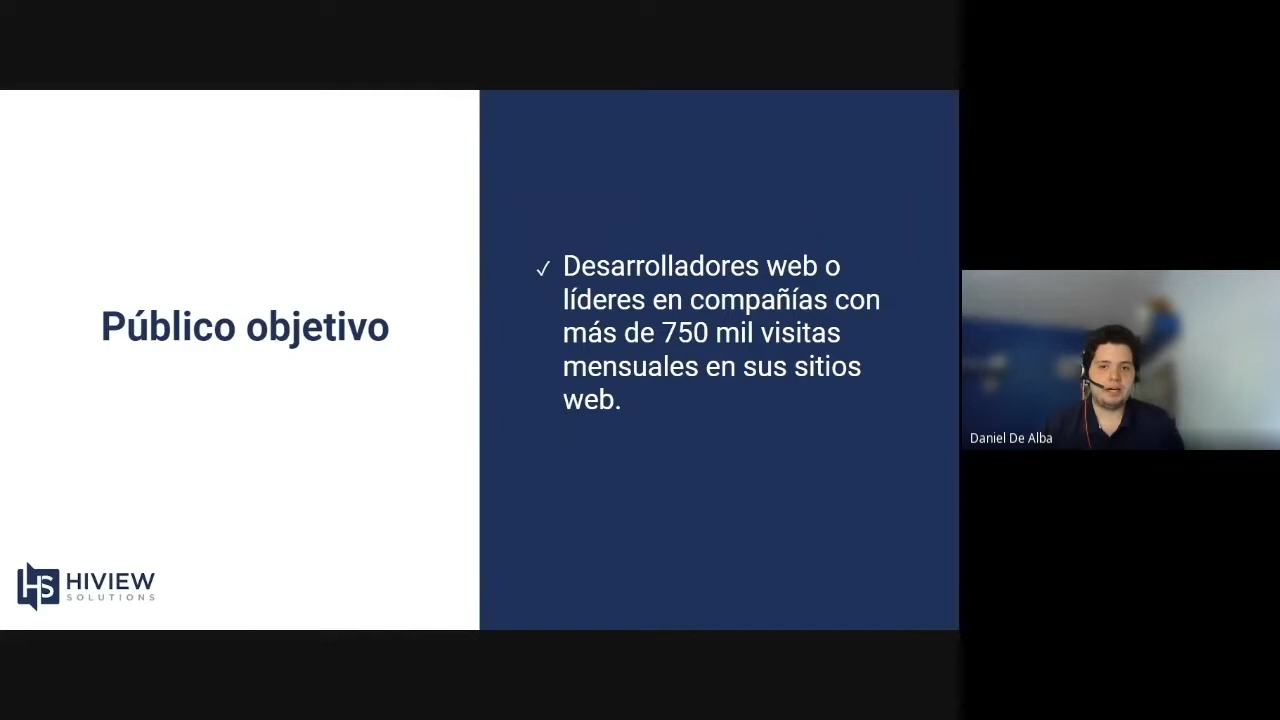 Público objetivo
✓ Desarrolladores web o
líderes en compañías con
más de 750 mil visitas
mensuales en sus sitios
web.
HS HIVIEW
SOLUTIONS
Daniel De Alba